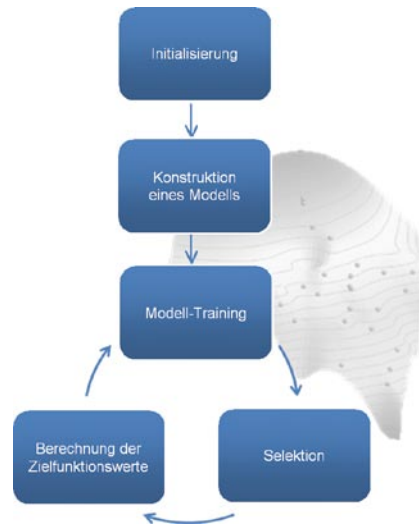 Initialisierung
Konstruktion
eines Modells
Modell-Training
Berechnung der
Zielfunktionswerte
Selektion